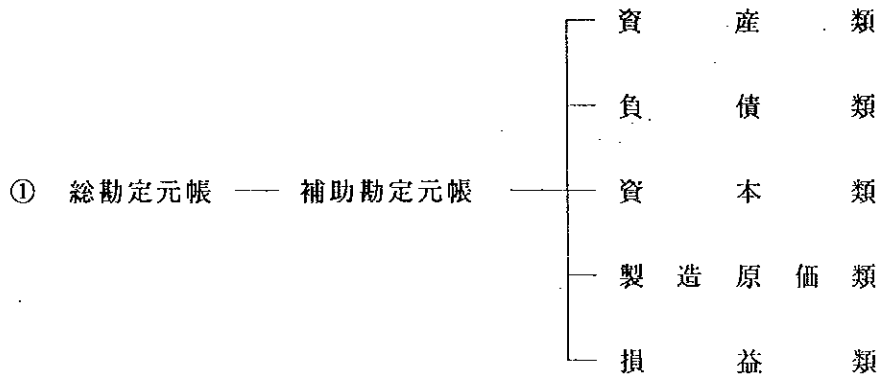 資産類
負債類
① 総勘定元帳 — 補助勘定元帳 — 資本類
製造原価類
損益類